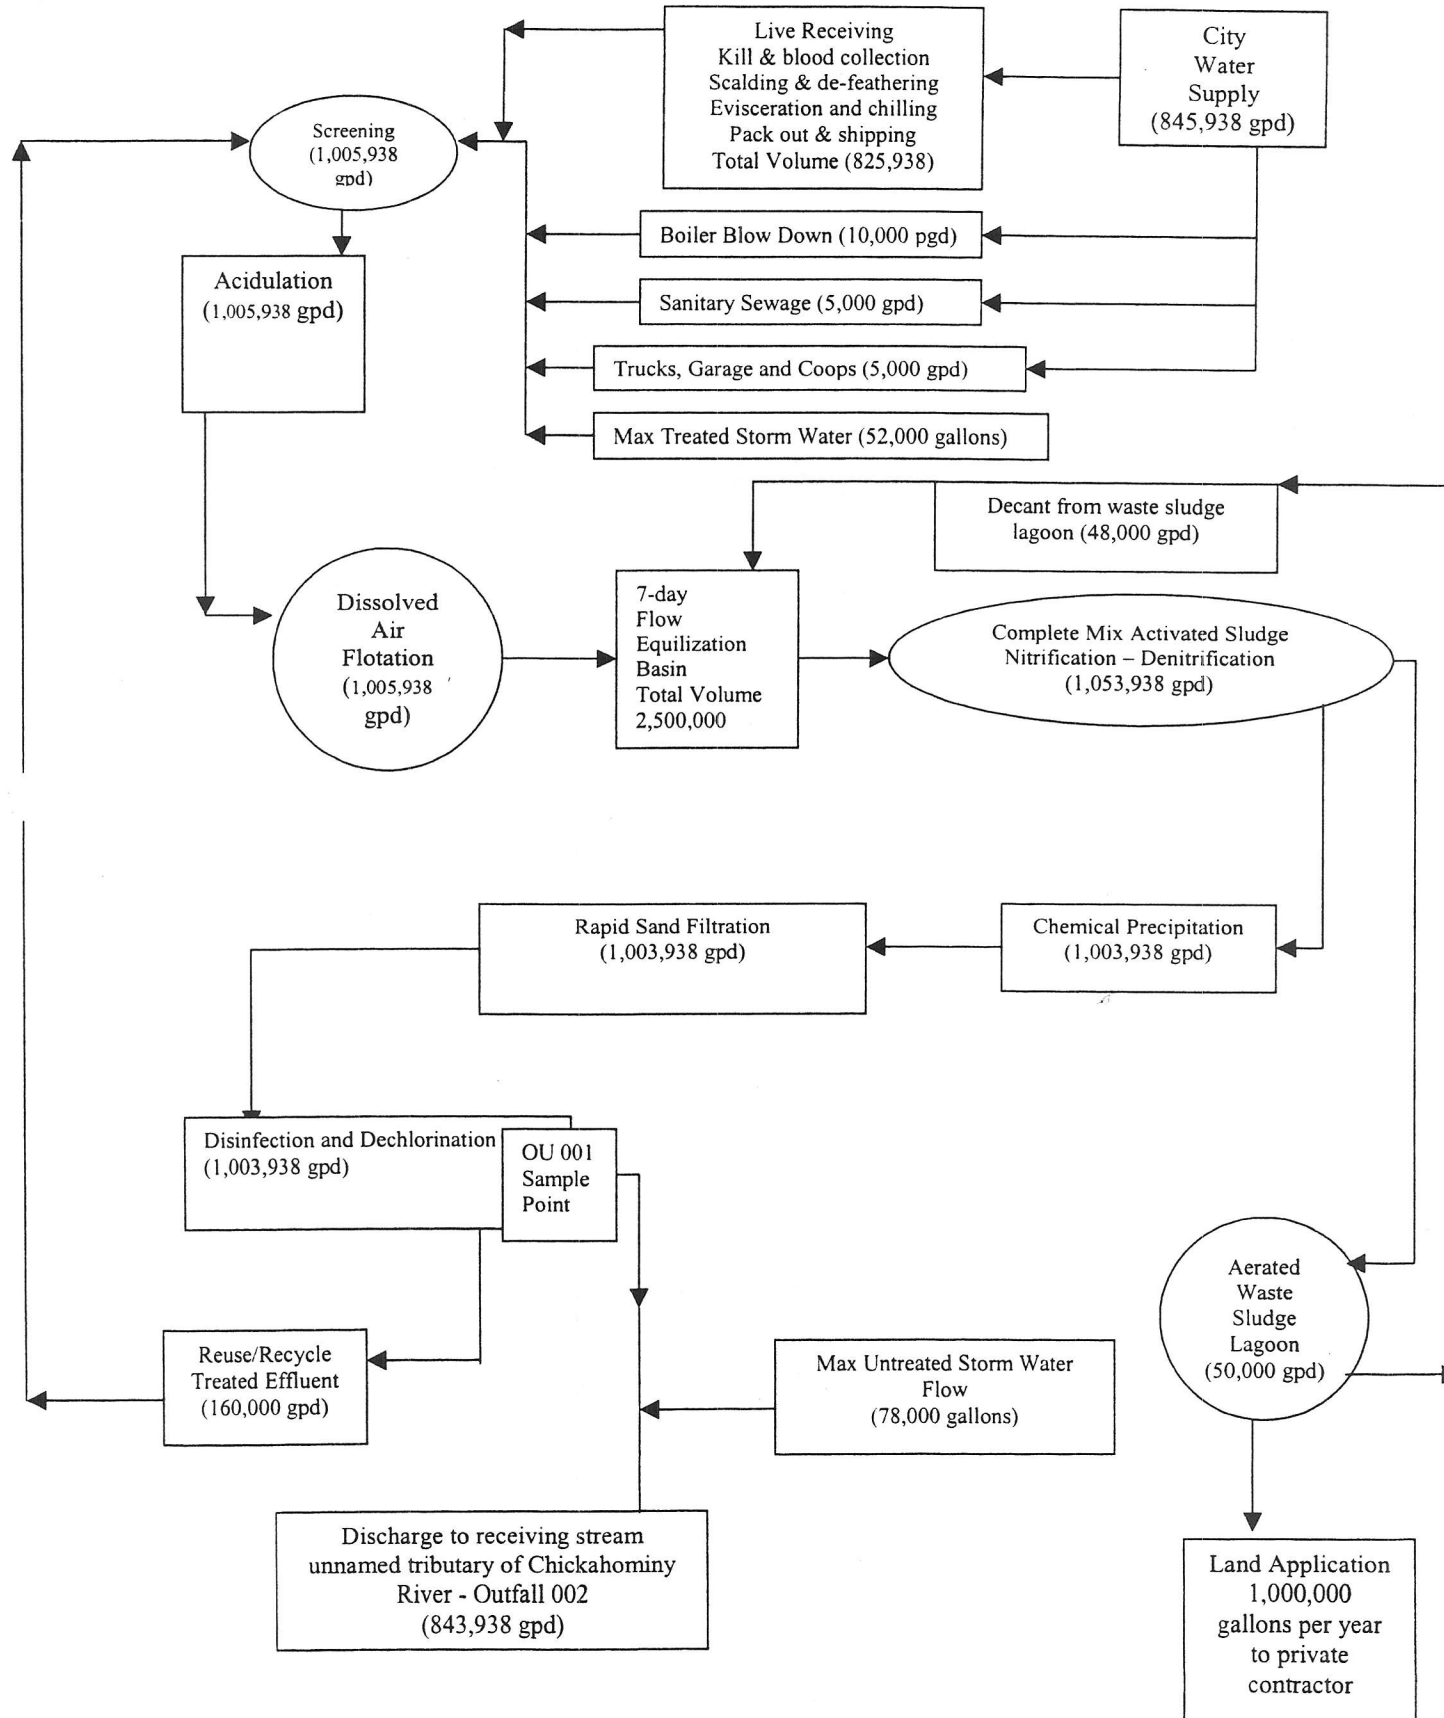 Live Receiving
Kill & blood collection
Scalding & de-feathering
Evisceration and chilling
Pack out & shipping
Total Volume (825,938)
City
Water
Supply
(845,938 gpd)
Screening
(1,005,938
gpd)
Boiler Blow Down (10,000 pgd)
Acidulation
(1,005,938 gpd)
Sanitary Sewage (5,000 gpd)
Trucks, Garage and Coops (5,000 gpd)
Max Treated Storm Water (52,000 gallons)
Decant from waste sludge
lagoon (48,000 gpd)
Dissolved
Air
Flotation
(1,005,938
gpd)
7-day
Flow
Equilization
Basin
Total Volume
2,500,000
Complete Mix Activated Sludge
Nitrification – Denitrification
(1,053,938 gpd)
Rapid Sand Filtration
(1,003,938 gpd)
Chemical Precipitation
(1,003,938 gpd)
Disinfection and Dechlorination
(1,003,938 gpd)
OU 001
Sample
Point
Aerated
Waste
Sludge
Lagoon
(50,000 gpd)
Reuse/Recycle
Treated Effluent
(160,000 gpd)
Max Untreated Storm Water
Flow
(78,000 gallons)
Discharge to receiving stream
unnamed tributary of Chickahominy
River - Outfall 002
(843,938 gpd)
Land Application
1,000,000
gallons per year
to private
contractor